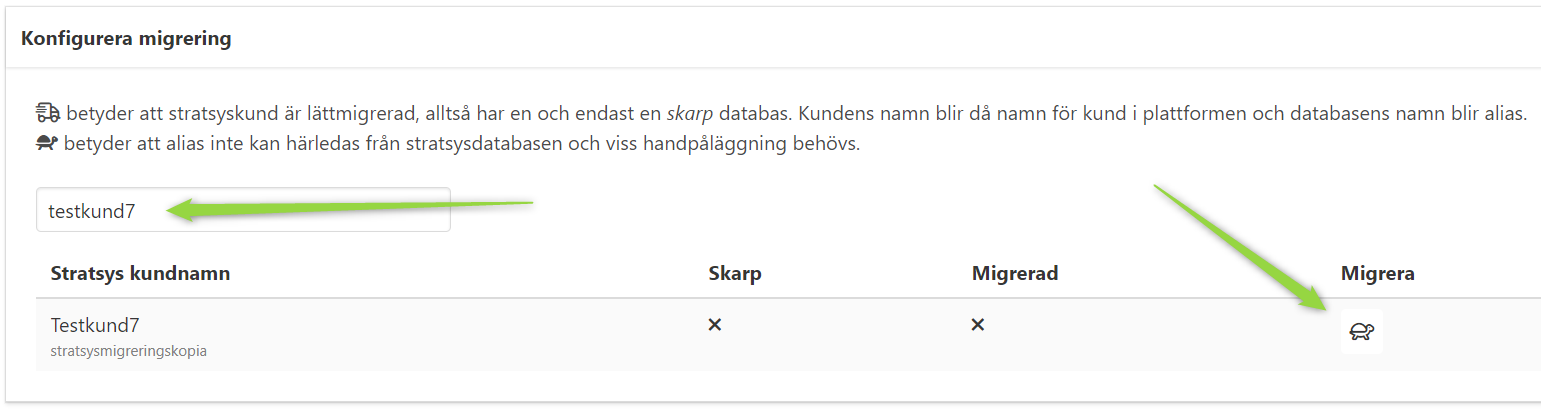 Konfigurera migrering
betyder att stratsyskund är lättmigrerad, alltså har en och endast en skarp databas. Kundens namn blir då namn för kund i plattformen och databasens namn blir alias.
betyder att alias inte kan härledas från stratsysdatabasen och viss handpåläggning behövs.
testkund7
Stratsys kundnamn Skarp Migrerad Migrera
Testkund7
stratsysmigreringskopia